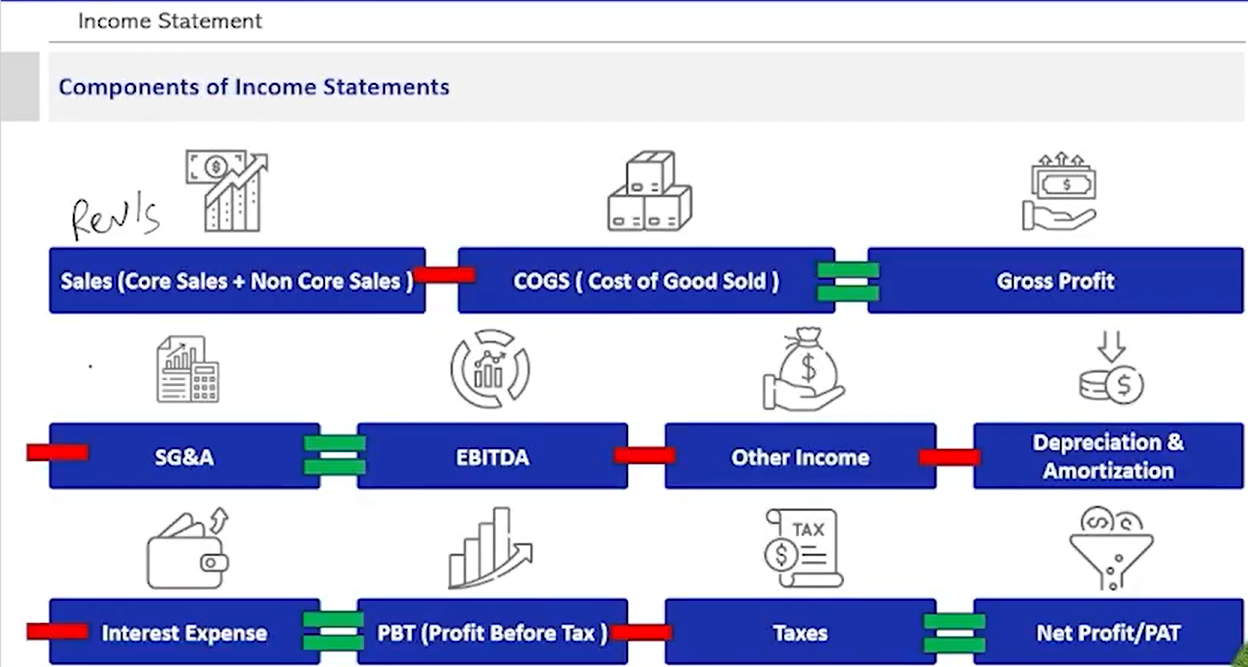 Income Statement
Components of Income Statements
Rev/s
Sales (Core Sales + Non Core Sales )
COGS ( Cost of Good Sold )
Gross Profit
SG&A
EBITDA
Other Income
Depreciation &
Amortization
TAX
Interest Expense
PBT (Profit Before Tax )
Taxes
Net Profit/PAT